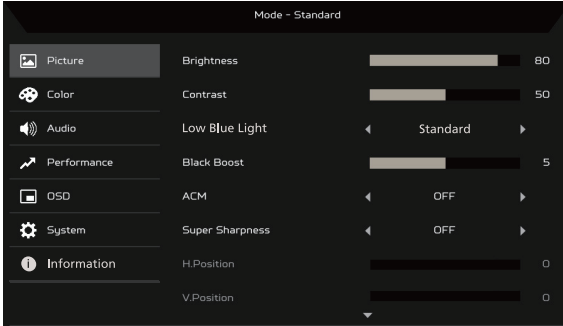 Mode - Standard
Picture
Brightness 80
Color
Contrast 50
Audio
Low Blue Light Standard
Performance
Black Boost 5
OSD
ACM OFF
System
Super Sharpness OFF
Information
H.Position 0
V.Position 0